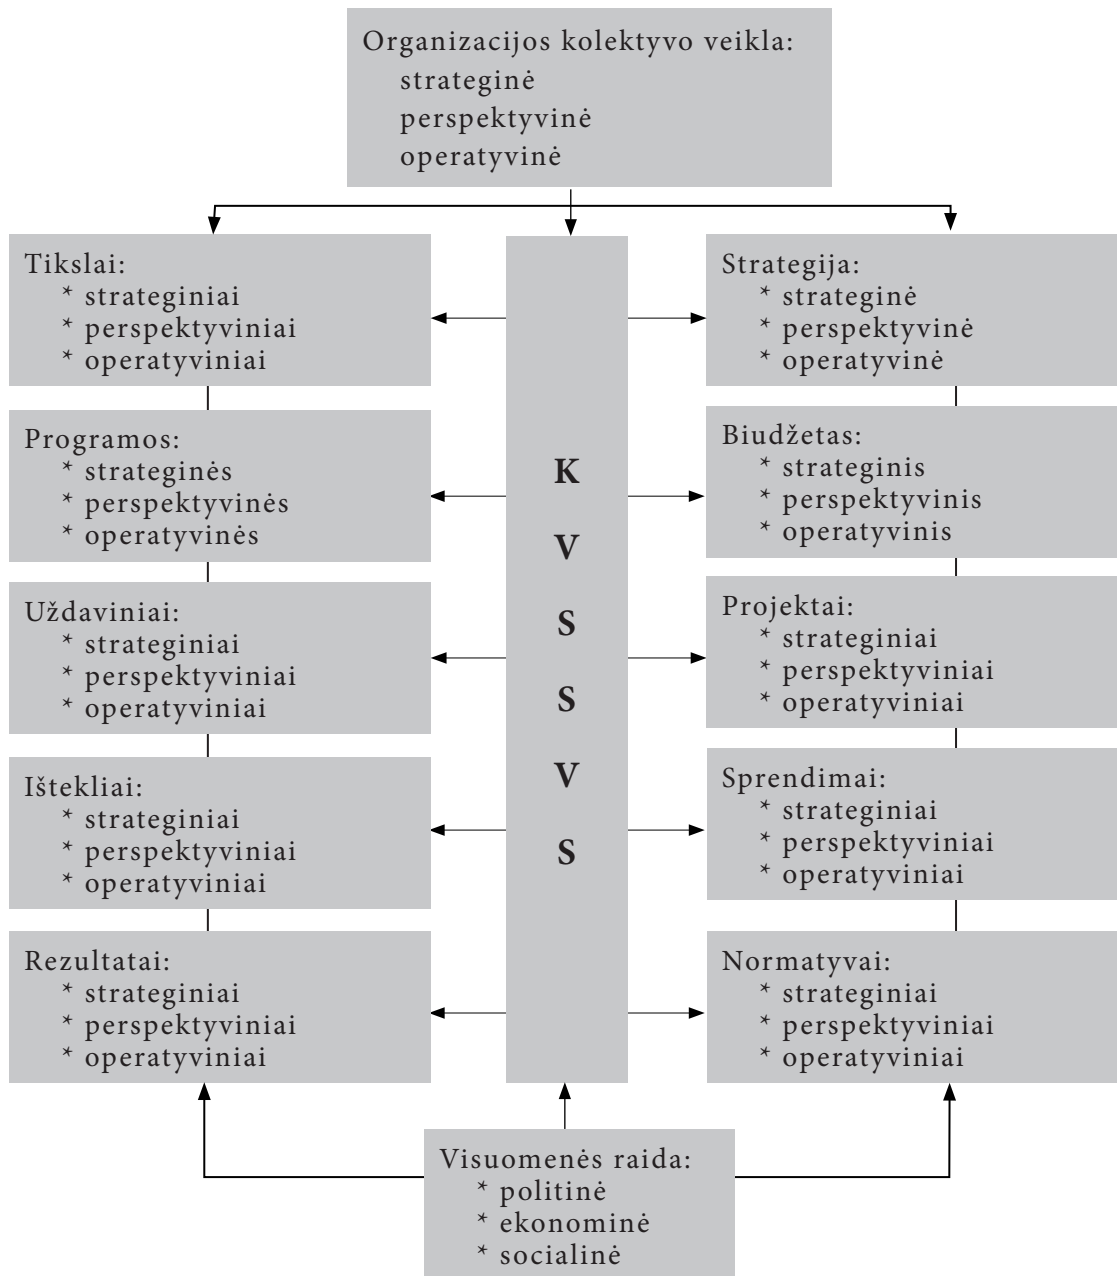 Organizacijos kolektyvo veikla:
strateginė
perspektyvinė
operatyvinė
Tikslai:
* strateginiai
* perspektyviniai
* operatyviniai
Programos:
* strateginės
* perspektyvinės
* operatyvinės
Uždaviniai:
* strateginiai
* perspektyviniai
* operatyviniai
Ištekliai:
* strateginiai
* perspektyviniai
* operatyviniai
Rezultatai:
* strateginiai
* perspektyviniai
* operatyviniai
K
V
S
S
V
S
Strategija:
* strateginė
* perspektyvinė
* operatyvinė
Biudžetas:
* strateginis
* perspektyvinis
* operatyvinis
Projektai:
* strateginiai
* perspektyviniai
* operatyviniai
Sprendimai:
* strateginiai
* perspektyviniai
* operatyviniai
Normatyvai:
* strateginiai
* perspektyviniai
* operatyviniai
Visuomenės raida:
* politinė
* ekonominė
* socialinė